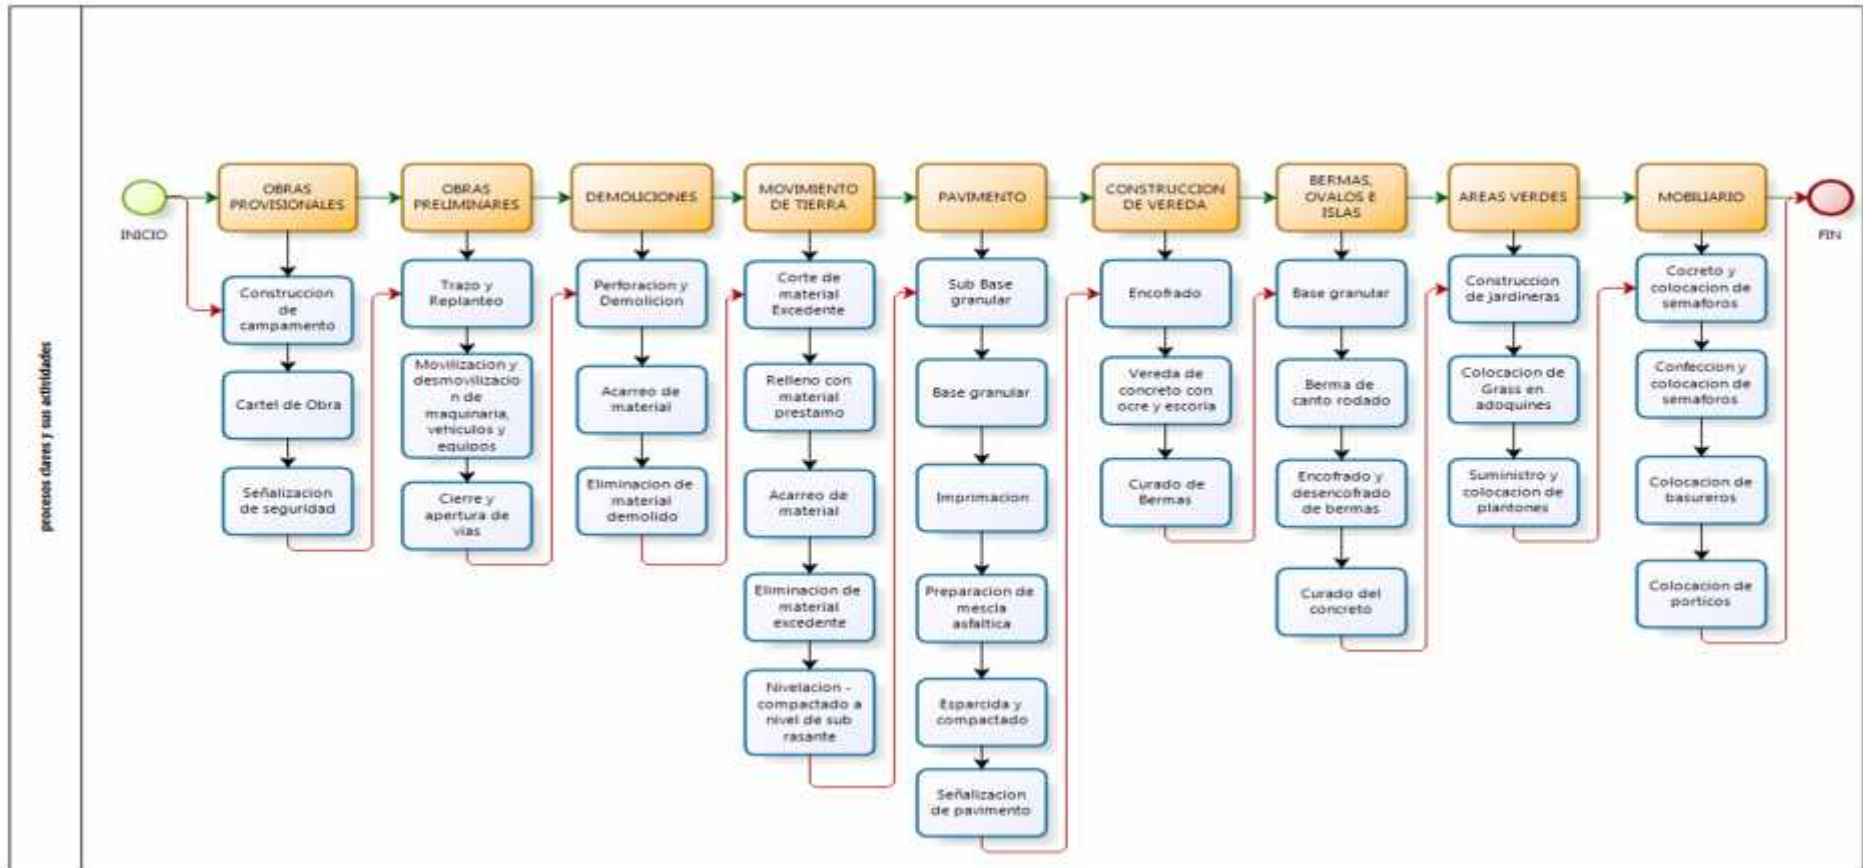 procesos claves y sus actividades
INICIO
OBRAS
PROVISIONALES
Construccion
de
campamento
Cartel de Obra
Señalizacion
de seguridad
OBRAS
PRELIMINARES
Trazo y
Replanteo
Movilizacion y
desmovilizacio
n de
maquinaria,
vehiculos y
equipos
Cierre y
apertura de
vias
DEMOLICIONES
Perforacion y
Demolicion
Acarreo de
material
Eliminacion de
material
demolido
MOVIMIENTO
DE TIERRA
Corte de
material
Excedente
Relleno con
material
prestamo
Acarreo de
material
Eliminacion de
material
excedente
Nivelacion -
compactado a
nivel de sub
rasante
PAVIMENTO
Sub Base
granular
Base granular
Imprimacion
Preparacion de
mescla
asfaltica
Esparcida y
compactado
Señalizacion
de pavimento
CONSTRUCCION
DE VEREDA
Encofrado
Vereda de
concreto con
ocre y escoria
Curado de
Bermas
BERMAS,
OVALOS E
ISLAS
Base granular
Berma de
canto rodado
Encofrado y
desencofrado
de bermas
Curado del
concreto
AREAS VERDES
Construccion
de jardineras
Colocacion de
Grass en
adoquines
Suministro y
colocacion de
plantones
MOBILIARIO
Cocreto y
colocacion de
semaforos
Confeccion y
colocacion de
semaforos
Colocacion de
basureros
Colocacion de
porticos
FIN